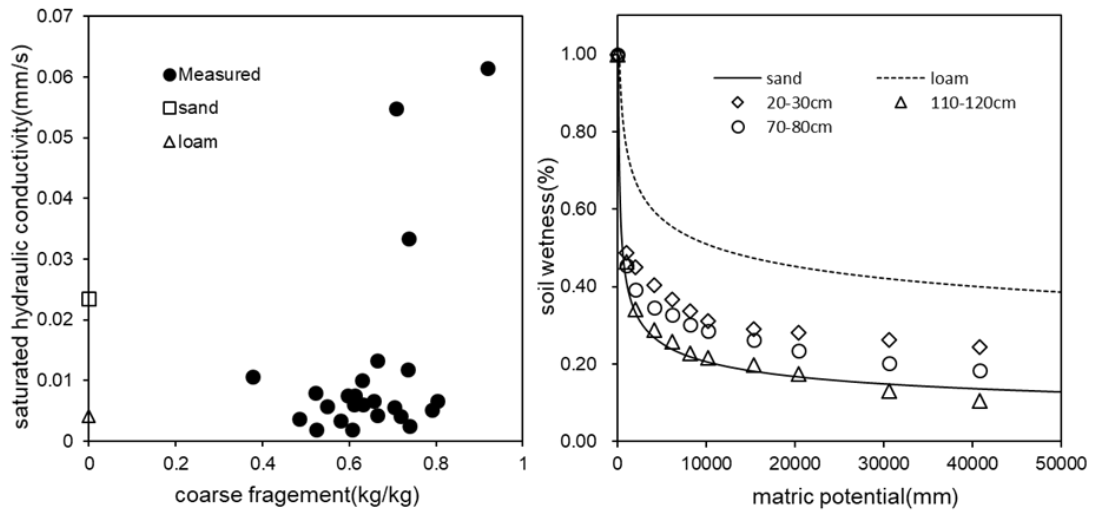 saturated hydraulic conductivity(mm/s)
0.07
0.06
0.05
0.04
0.03
0.02
0.01
0
Measured
sand
loam
0
0.2
0.4
0.6
0.8
1
coarse fragement(kg/kg)
soil wetness(%)
1.00
0.80
0.60
0.40
0.20
0.00
sand
loam
20-30cm
110-120cm
70-80cm
0
10000
20000
30000
40000
50000
matric potential(mm)